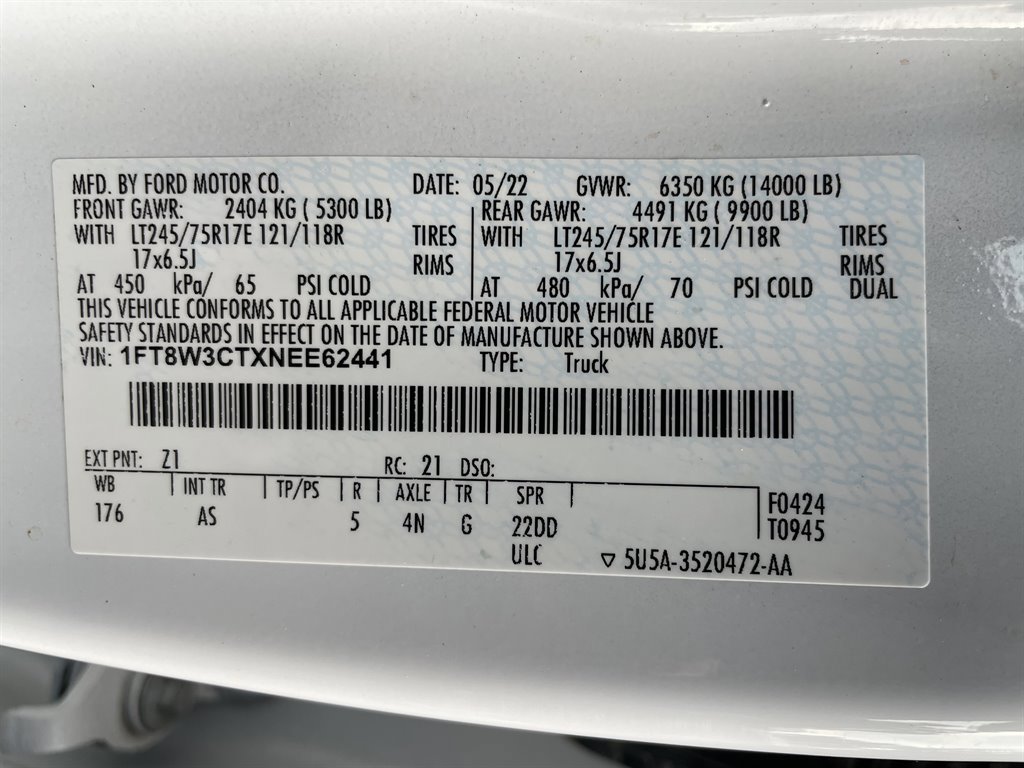 MFD. BY FORD MOTOR CO. DATE: 05/22 GVWR: 6350 KG (14000 LB)
FRONT GAWR: 2404 KG ( 5300 LB) REAR GAWR: 4491 KG ( 9900 LB)
WITH LT245/75R17E 121/118R TIRES WITH LT245/75R17E 121/118R TIRES
17x6.5J RIMS 17x6.5J RIMS
AT 450 kPa/ 65 PSI COLD AT 480 kPa/ 70 PSI COLD DUAL
THIS VEHICLE CONFORMS TO ALL APPLICABLE FEDERAL MOTOR VEHICLE
SAFETY STANDARDS IN EFFECT ON THE DATE OF MANUFACTURE SHOWN ABOVE.
VIN: 1FT8W3CTXNEE62441 TYPE: Truck
EXT PNT: Z1 RC: 21 DSO:
WB INT TR TP/PS R AXLE TR SPR F0424
176 AS 5 4N G 22DD T0945
ULC ▽ 5U5A-3520472-AA